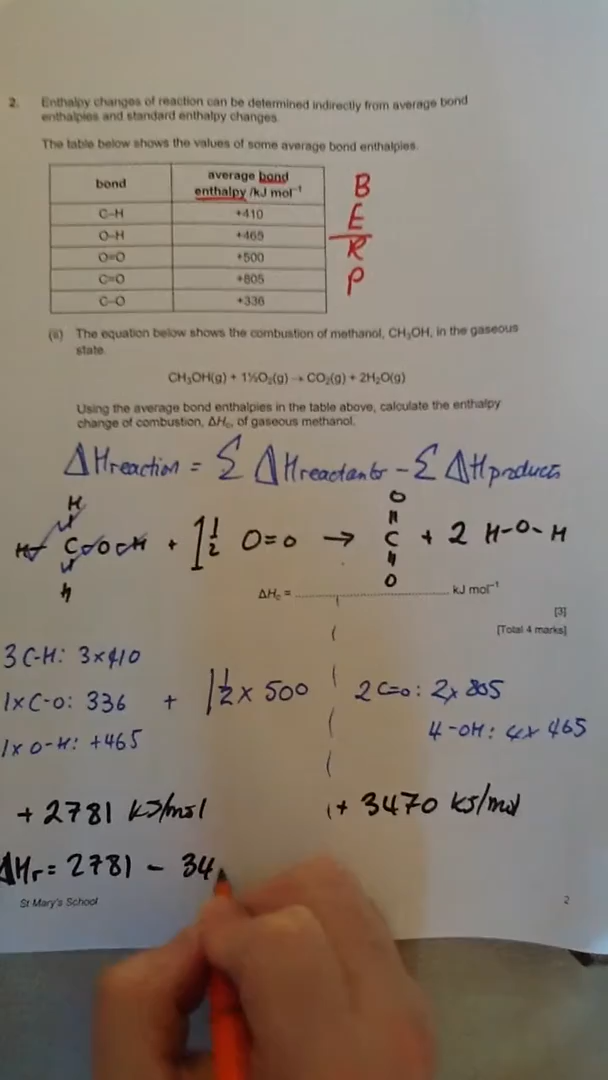 2. Enthalpy changes of reaction can be determined indirectly from average bond
enthalpies and standard enthalpy changes.
The table below shows the values of some average bond enthalpies.
bond average bond enthalpy /kJ mol⁻¹
C–H +410
O–H +465
O=O +500
C=O +805
C–O +336
B
E
R
P
(ii) The equation below shows the combustion of methanol, CH₃OH, in the gaseous
state.
CH₃OH(g) + 1½O₂(g) → CO₂(g) + 2H₂O(g)
Using the average bond enthalpies in the table above, calculate the enthalpy
change of combustion, ΔHc, of gaseous methanol.
ΔHreaction = Σ ΔHreactants - Σ ΔHproducts
H O
H C O H + 1½ O=O → C + 2 H-O-H
H O
ΔHc = .................................................. kJ mol⁻¹
[3]
[Total 4 marks]
3 C-H: 3×410
1×C-O: 336 + 1½ × 500 2 C=O: 2× 805
1× O-H: +465 4-OH: 4× 465
+ 2781 kJ/mol + 3470 kJ/mol
ΔHr = 2781 - 34
St Mary's School 2